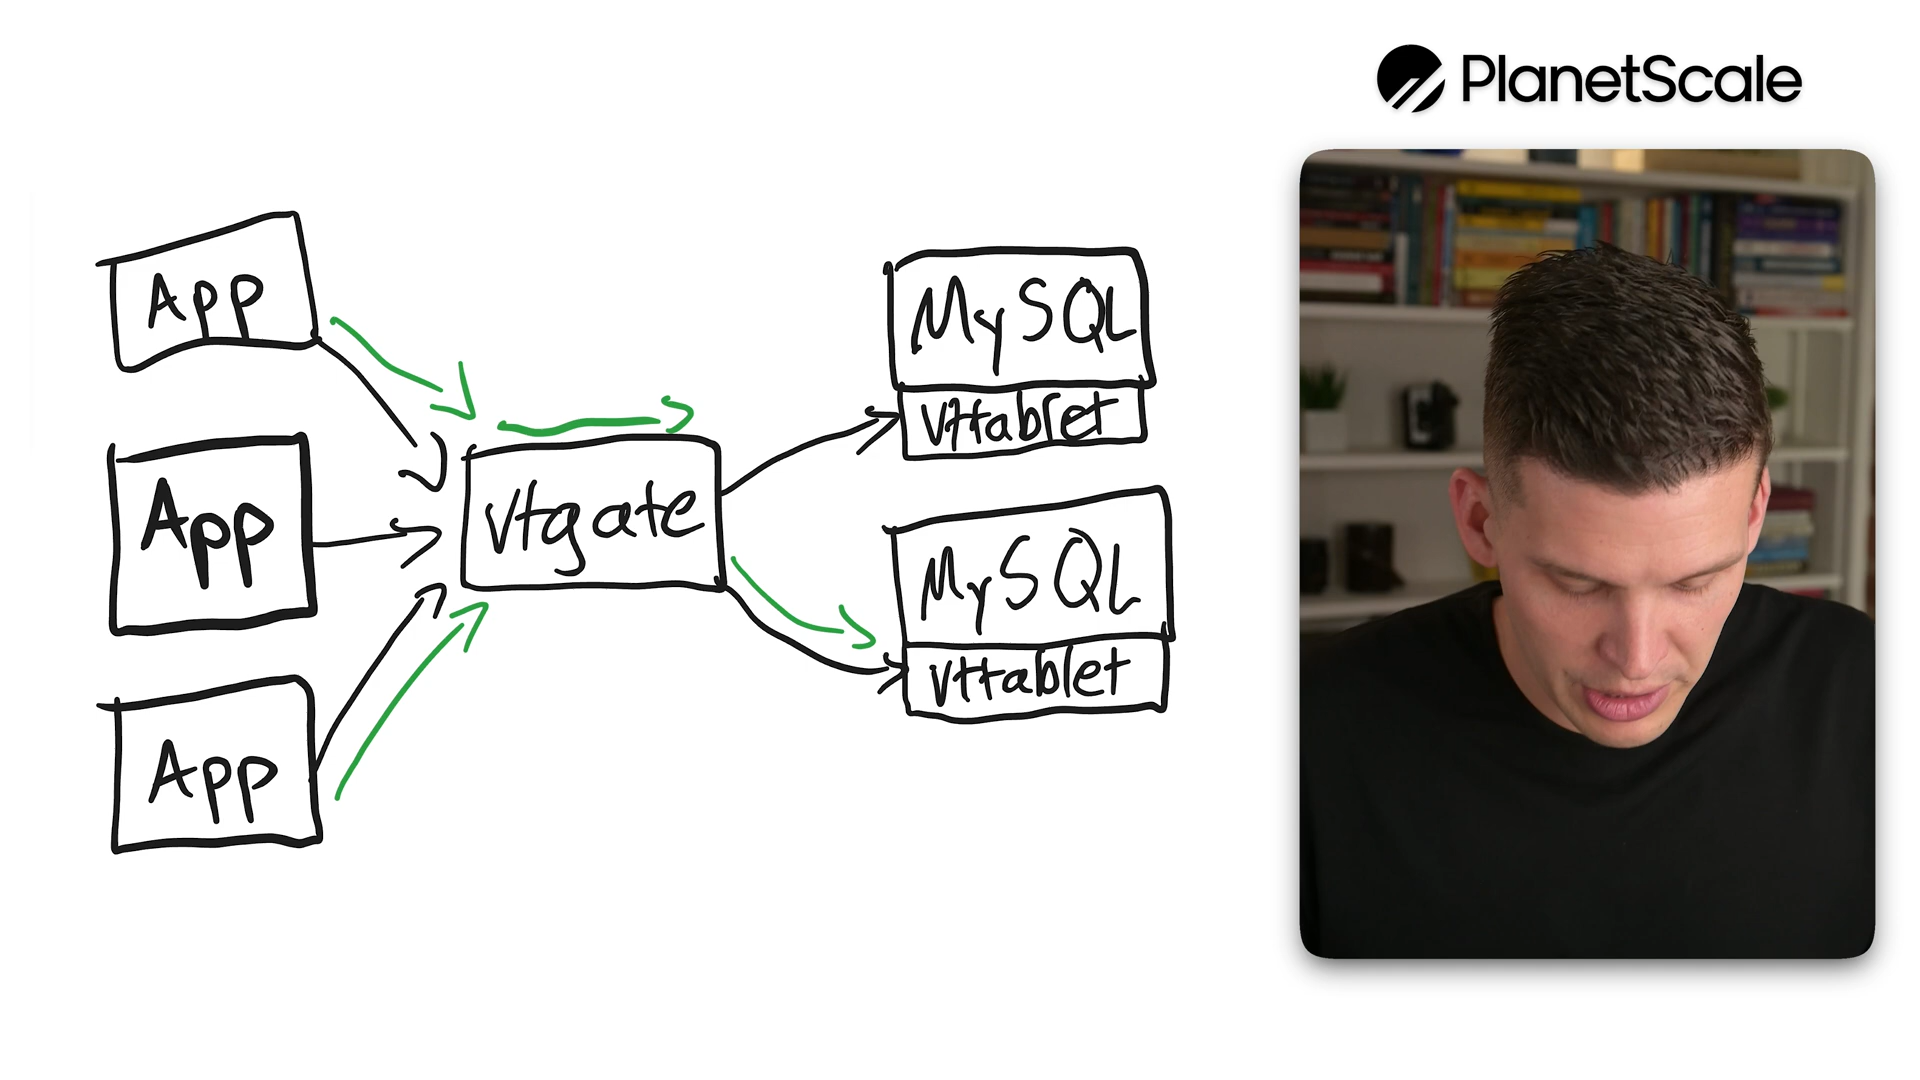 PlanetScale
App
App
App
vtgate
MySQL
vttablet
MySQL
vttablet